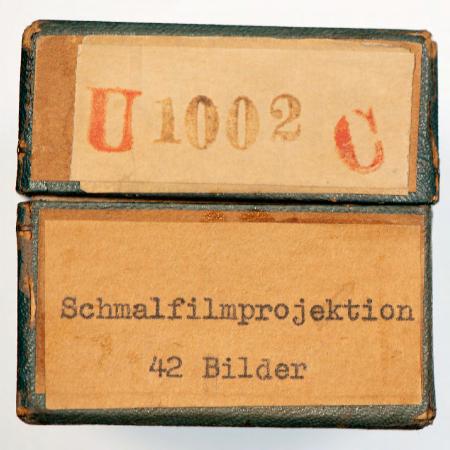 U 1002 C
Schmalfilmprojektion
42 Bilder